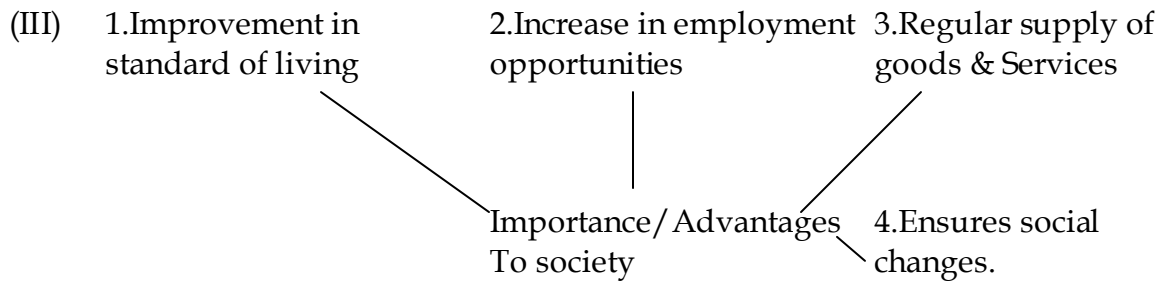 (III) 1.Improvement in 2.Increase in employment 3.Regular supply of
standard of living opportunities goods & Services
Importance/Advantages 4.Ensures social
To society changes.